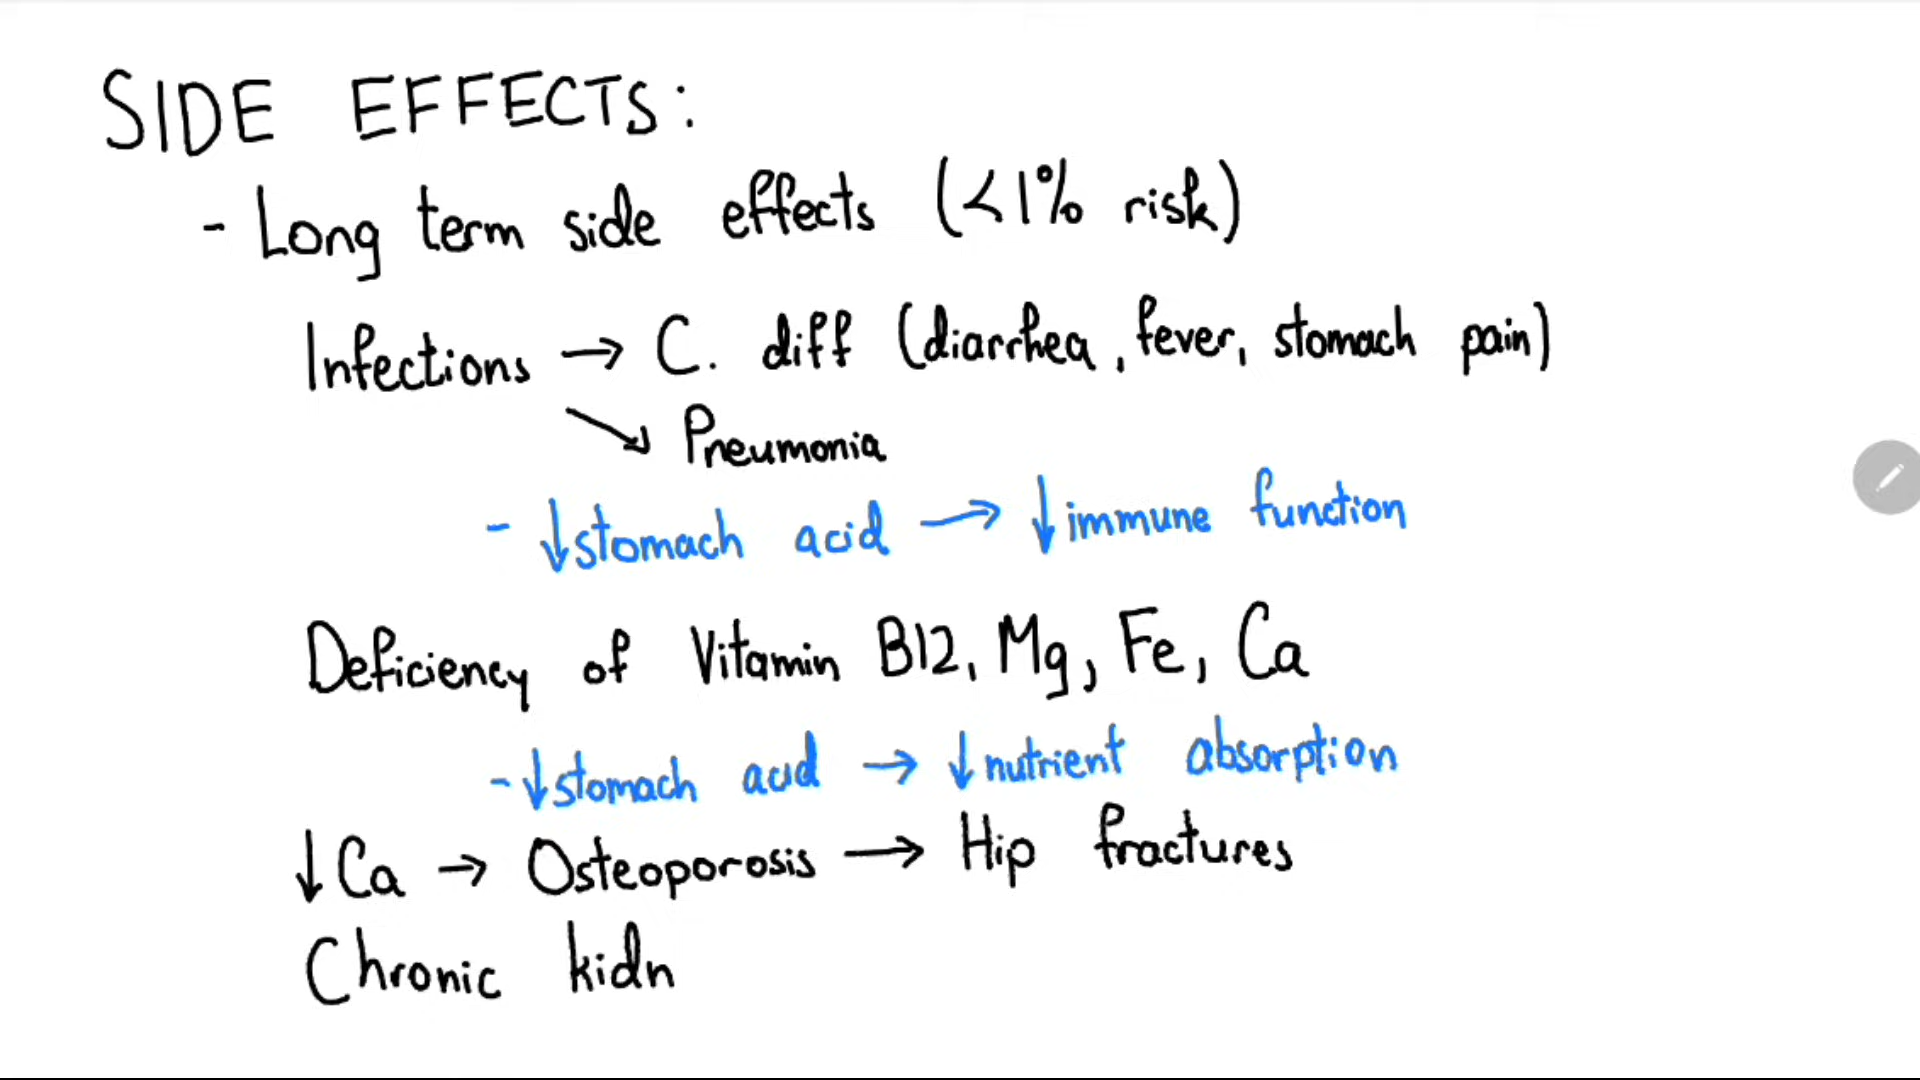 SIDE EFFECTS:
- Long term side effects (<1% risk)
Infections → C. diff (diarrhea, fever, stomach pain)
↘ Pneumonia
- ↓stomach acid → ↓immune function
Deficiency of Vitamin B12, Mg, Fe, Ca
- ↓stomach acid → ↓nutrient absorption
↓Ca → Osteoporosis → Hip fractures
Chronic kidn